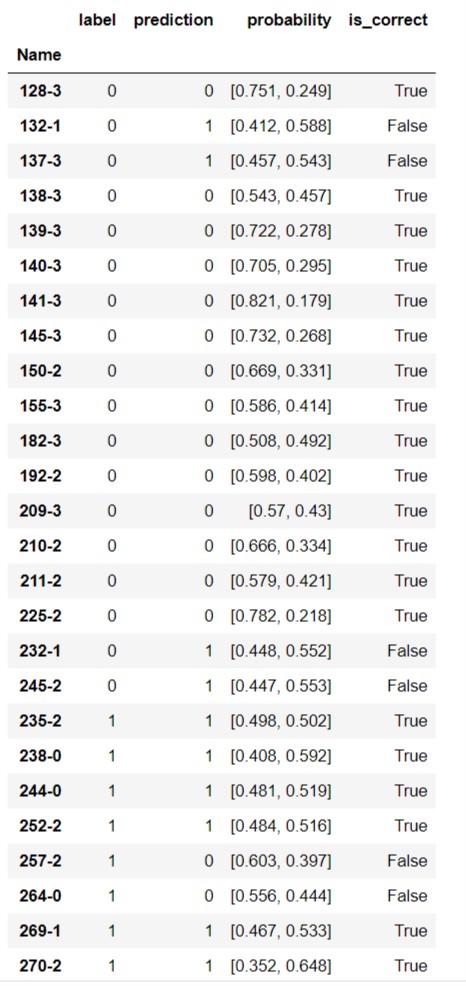 label prediction probability is_correct
Name
128-3 0 0 [0.751, 0.249] True
132-1 0 1 [0.412, 0.588] False
137-3 0 1 [0.457, 0.543] False
138-3 0 0 [0.543, 0.457] True
139-3 0 0 [0.722, 0.278] True
140-3 0 0 [0.705, 0.295] True
141-3 0 0 [0.821, 0.179] True
145-3 0 0 [0.732, 0.268] True
150-2 0 0 [0.669, 0.331] True
155-3 0 0 [0.586, 0.414] True
182-3 0 0 [0.508, 0.492] True
192-2 0 0 [0.598, 0.402] True
209-3 0 0 [0.57, 0.43] True
210-2 0 0 [0.666, 0.334] True
211-2 0 0 [0.579, 0.421] True
225-2 0 0 [0.782, 0.218] True
232-1 0 1 [0.448, 0.552] False
245-2 0 1 [0.447, 0.553] False
235-2 1 1 [0.498, 0.502] True
238-0 1 1 [0.408, 0.592] True
244-0 1 1 [0.481, 0.519] True
252-2 1 1 [0.484, 0.516] True
257-2 1 0 [0.603, 0.397] False
264-0 1 0 [0.556, 0.444] False
269-1 1 1 [0.467, 0.533] True
270-2 1 1 [0.352, 0.648] True